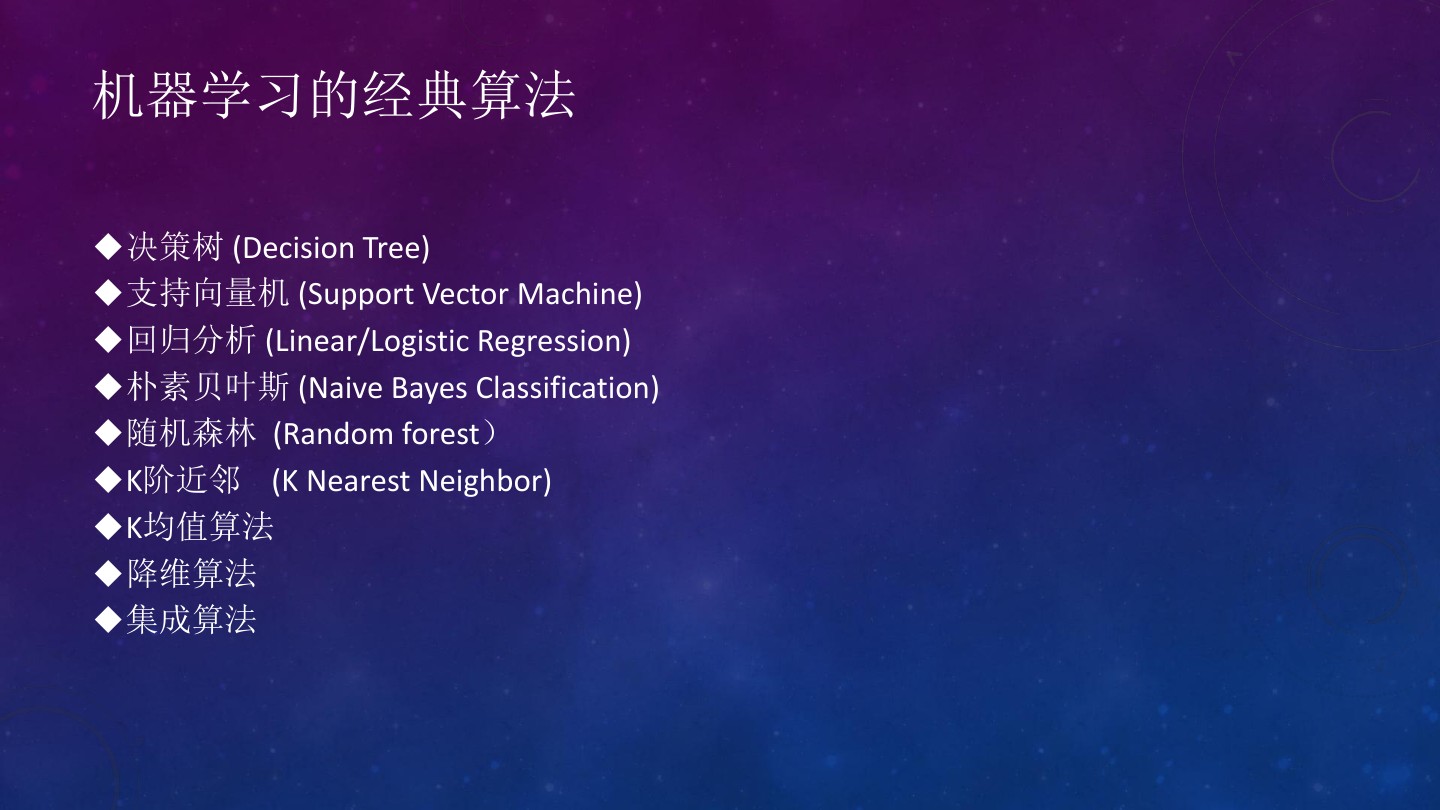 机器学习的经典算法
◆决策树 (Decision Tree)
◆支持向量机 (Support Vector Machine)
◆回归分析 (Linear/Logistic Regression)
◆朴素贝叶斯 (Naive Bayes Classification)
◆随机森林 (Random forest）
◆K阶近邻 (K Nearest Neighbor)
◆K均值算法
◆降维算法
◆集成算法